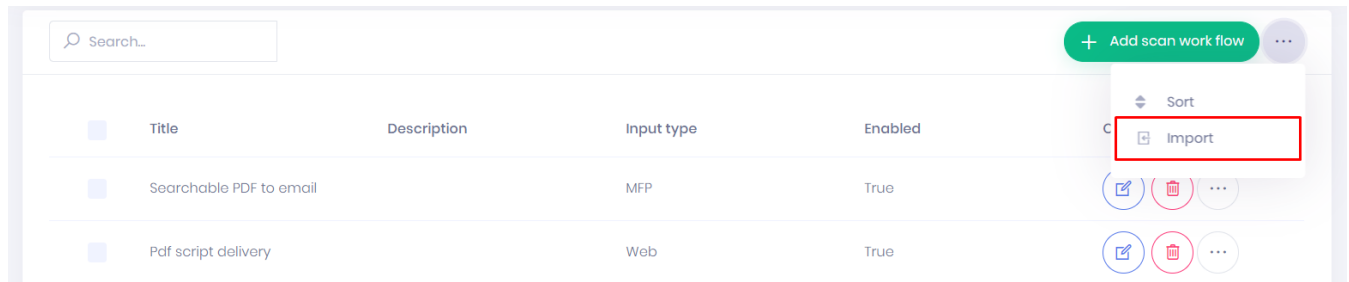 Search...
+ Add scan work flow ...
Sort
Import
Title Description Input type Enabled
Searchable PDF to email MFP True ...
Pdf script delivery Web True ...